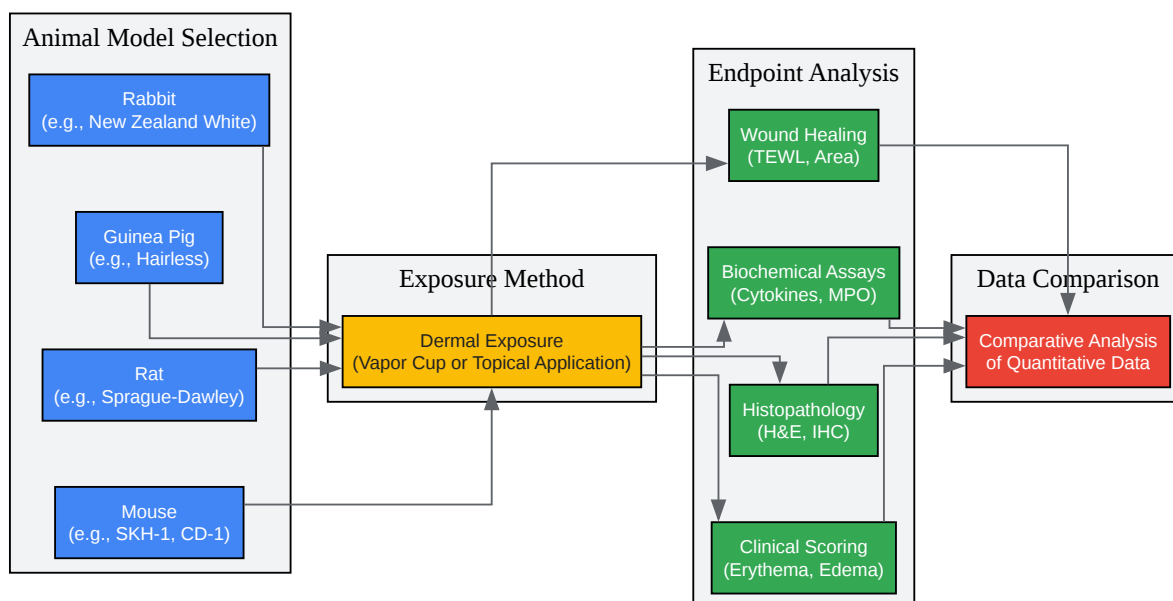 Animal Model Selection
Rabbit
(e.g., New Zealand White)
Guinea Pig
(e.g., Hairless)
Rat
(e.g., Sprague-Dawley)
Mouse
(e.g., SKH-1, CD-1)
Exposure Method
Dermal Exposure
(Vapor Cup or Topical Application)
Endpoint Analysis
Wound Healing
(TEWL, Area)
Biochemical Assays
(Cytokines, MPO)
Histopathology
(H&E, IHC)
Clinical Scoring
(Erythema, Edema)
Data Comparison
Comparative Analysis
of Quantitative Data